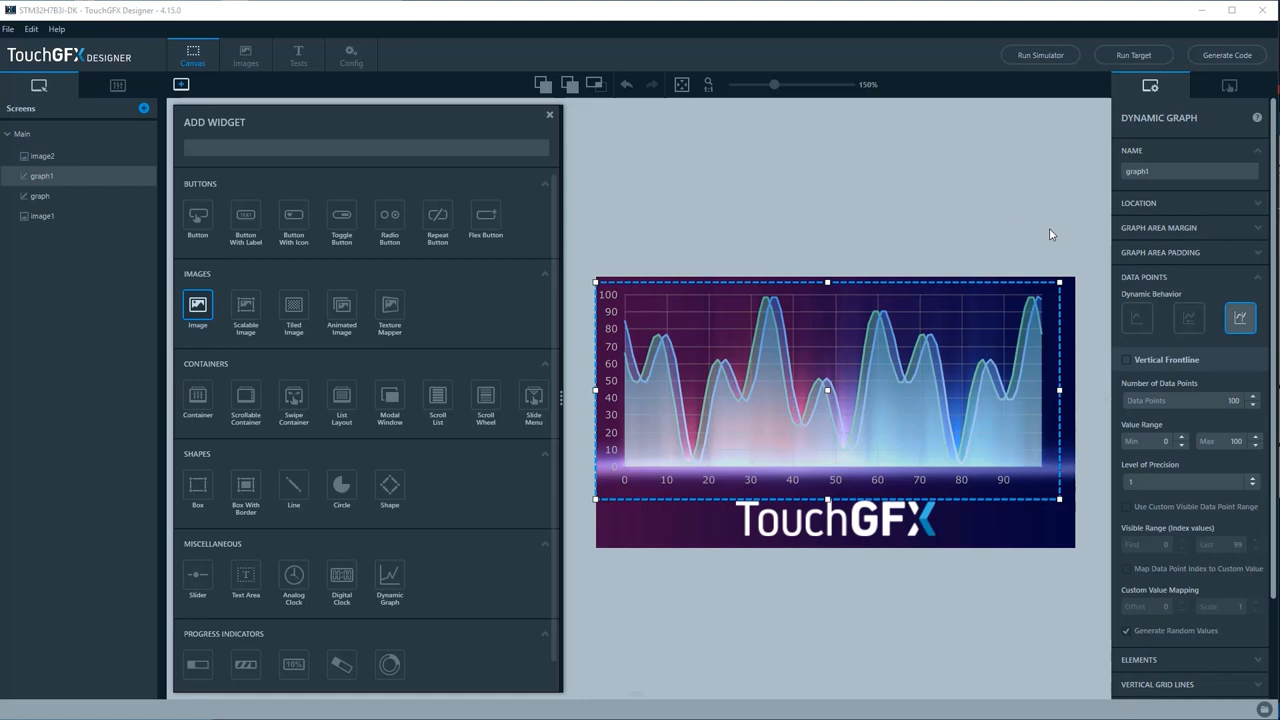 STM32H7B3I-DK - TouchGFX Designer - 4.15.0
File Edit Help
TouchGFX DESIGNER
Canvas
Images
Texts
Config
Run Simulator
Run Target
Generate Code
1:1
150%
Screens
Main
image2
graph1
graph
image1
ADD WIDGET
BUTTONS
Button
TEXT
Button With Label
Button With Icon
Toggle Button
Radio Button
Repeat Button
Flex Button
IMAGES
Image
Scalable Image
Tiled Image
Animated Image
Texture Mapper
CONTAINERS
Container
Scrollable Container
Swipe Container
List Layout
Modal Window
Scroll List
Scroll Wheel
Slide Menu
SHAPES
Box
Box With Border
Line
Circle
Shape
MISCELLANEOUS
Slider
Text Area
Analog Clock
Digital Clock
Dynamic Graph
PROGRESS INDICATORS
10%
100
90
80
70
60
50
40
30
20
10
0
0 10 20 30 40 50 60 70 80 90
TouchGFX
DYNAMIC GRAPH
?
NAME
graph1
LOCATION
GRAPH AREA MARGIN
GRAPH AREA PADDING
DATA POINTS
Dynamic Behavior
Vertical Frontline
Number of Data Points
Data Points 100
Value Range
Min 0 Max 100
Level of Precision
1
Use Custom Visible Data Point Range
Visible Range (Index values)
First 0 Last 99
Map Data Point Index to Custom Value
Custom Value Mapping
Offset 0 Scale 1
Generate Random Values
ELEMENTS
VERTICAL GRID LINES